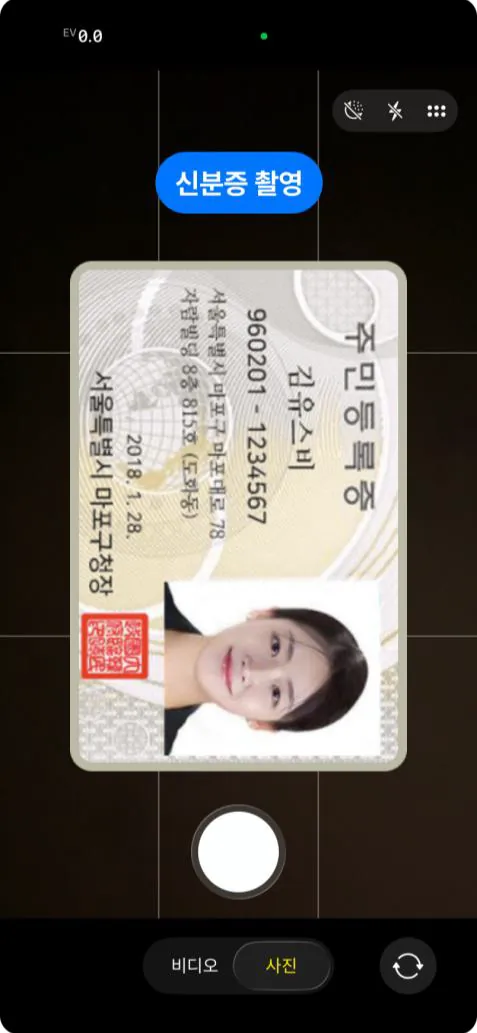 EV 0.0
신분증 촬영
주민등록증
김유스비
960201 - 1234567
서울특별시 마포구 마포대로 78
자람빌딩 8층 815호 (도화동)
2018. 1. 28.
서울특별시 마포구청장
비디오
사진